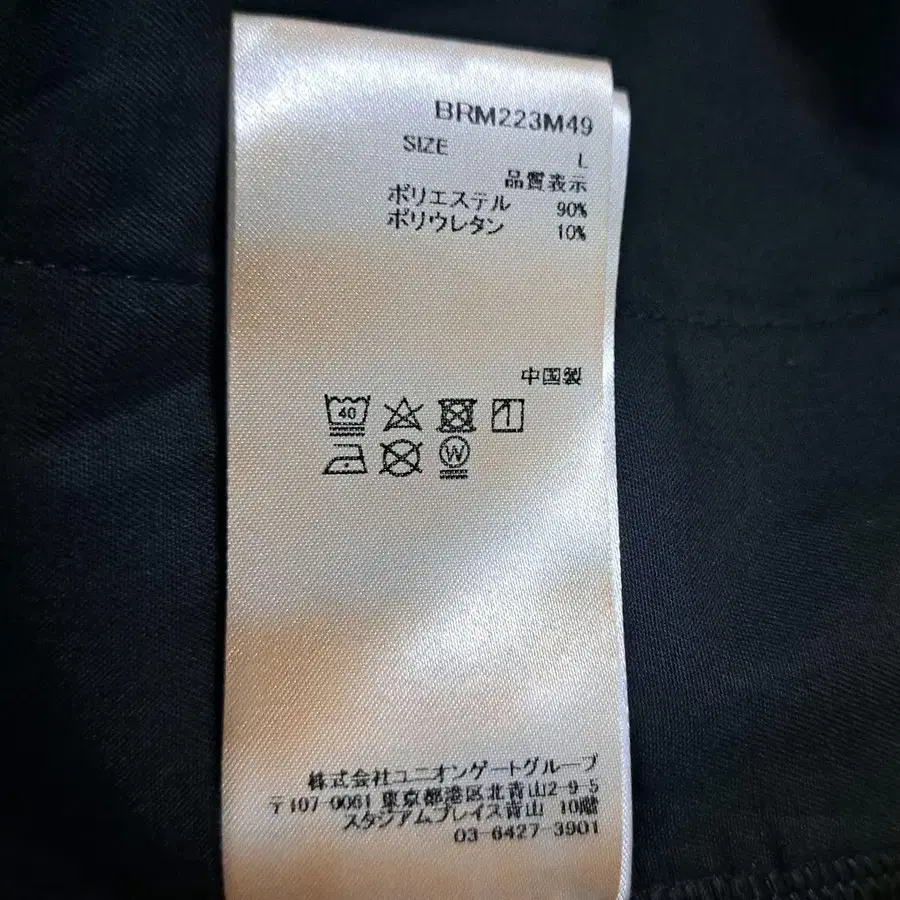 BRM223M49
SIZE L
品質表示
ポリエステル 90%
ポリウレタン 10%
中国製
40
W
株式会社ユニオンゲートグループ
〒107-0061 東京都港区北青山2-9-5
スタジアムプレイス青山 10階
03-6427-3901